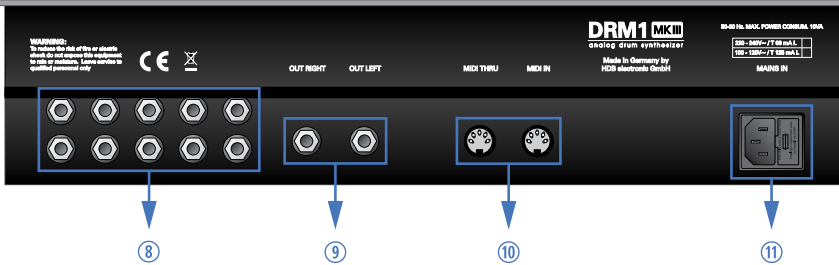 WARNING:
To reduce the risk of fire or electric
shock do not expose this equipment
to rain or moisture. Leave service to
qualified personnel only
CE
OUT RIGHT
OUT LEFT
MIDI THRU
MIDI IN
DRM1 MKIII
analog drum synthesizer
Made in Germany by
HDB electronic GmbH
50-60 Hz. MAX. POWER CONSUM. 10VA
220 - 240V~ / T 63 mA L
100 - 120V~ / T 125 mA L
MAINS IN
8
9
10
11